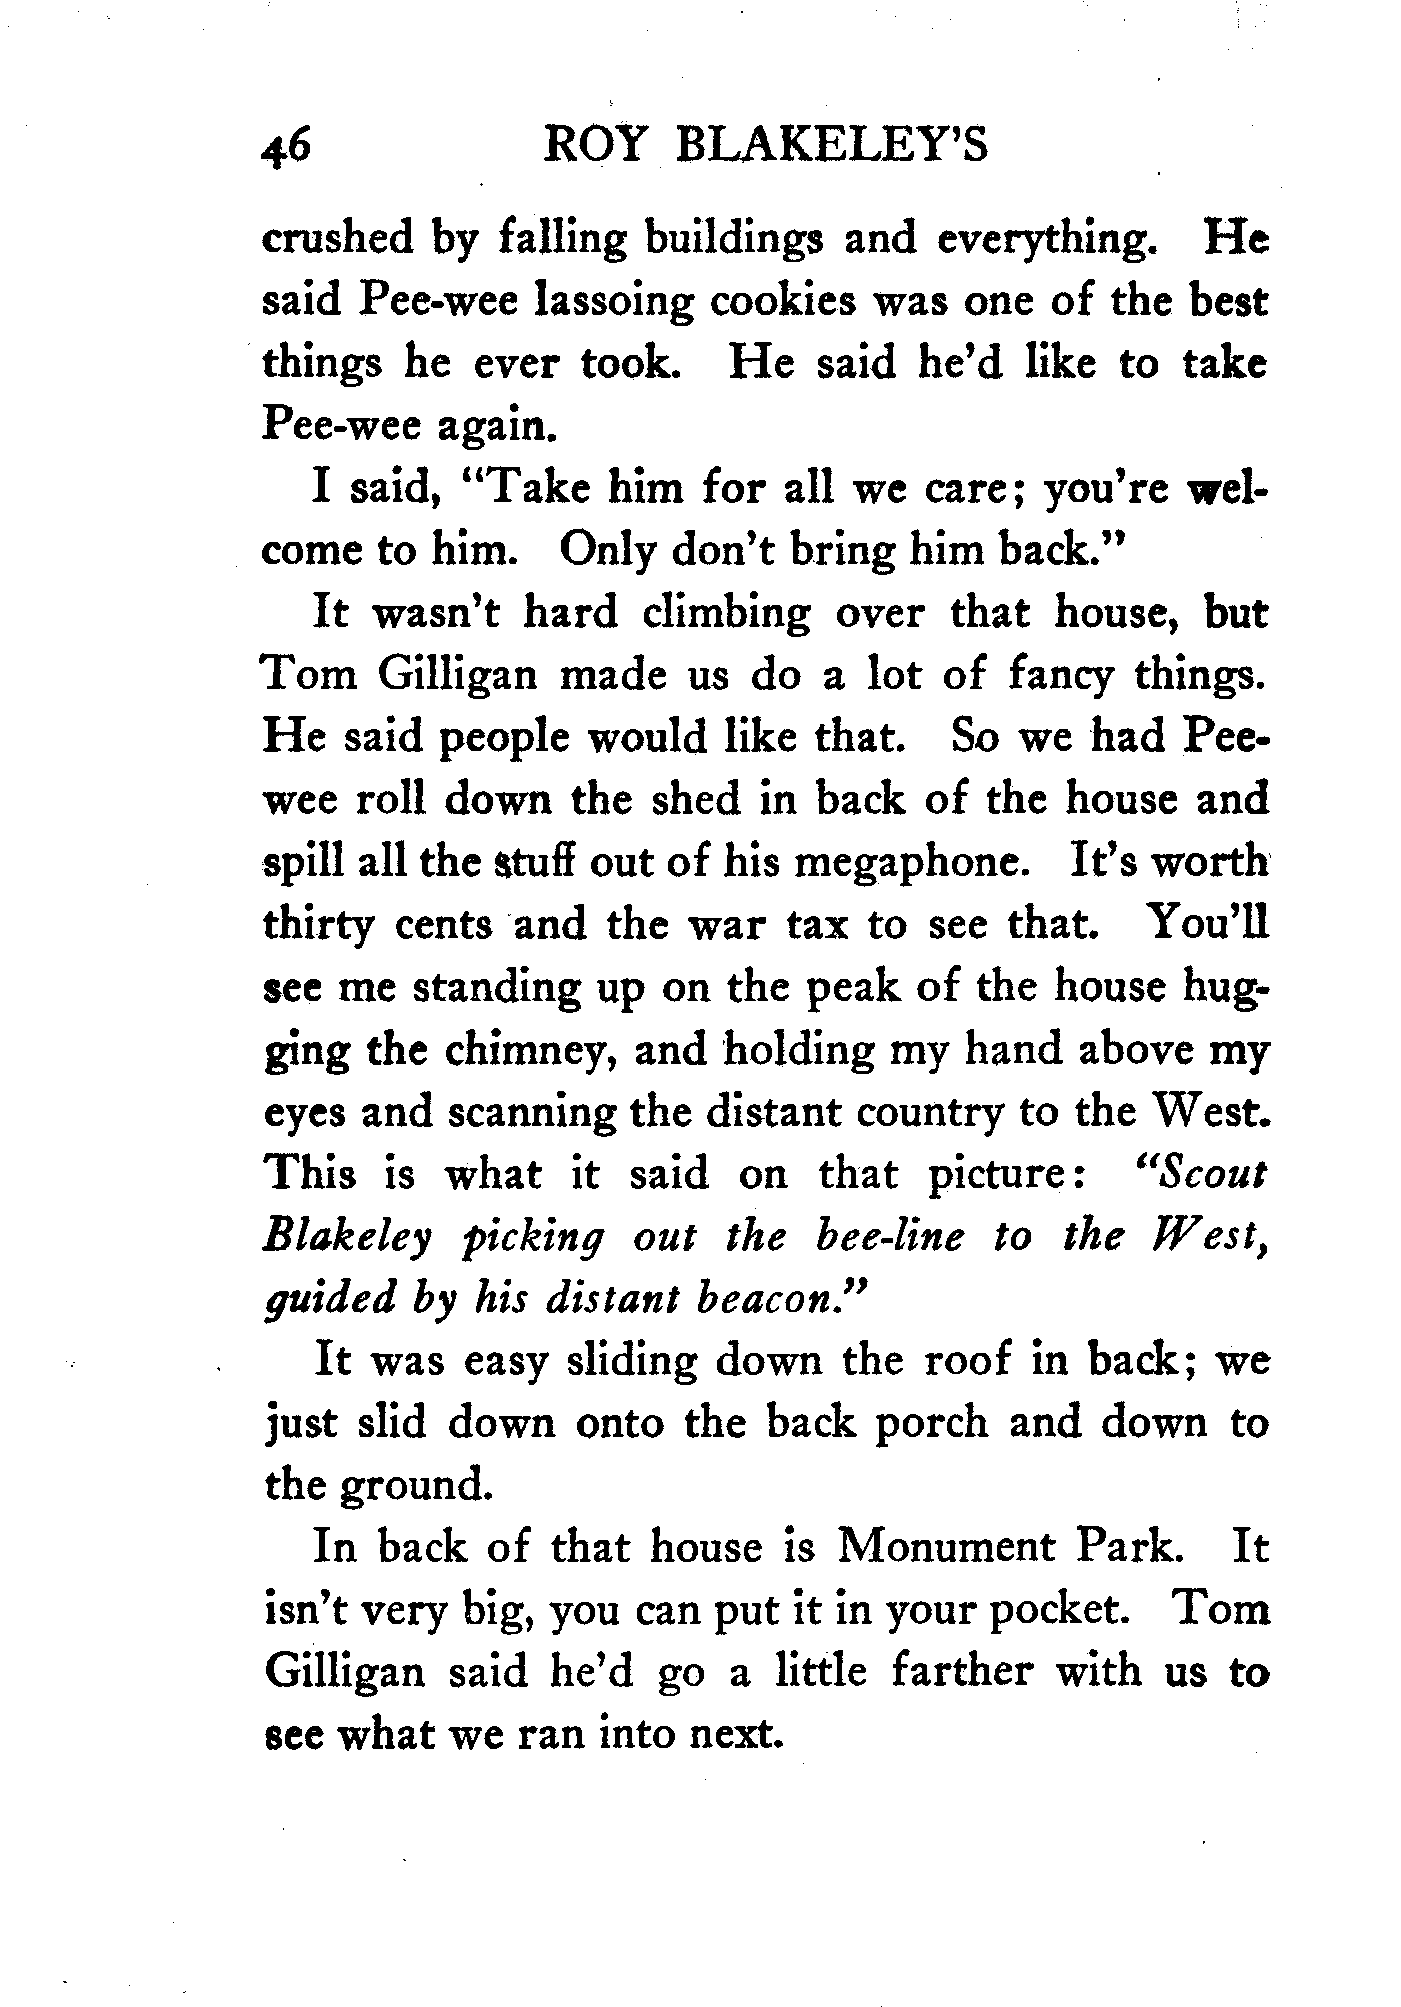 46 ROY BLAKELEY'S
crushed by falling buildings and everything. He
said Pee-wee lassoing cookies was one of the best
things he ever took. He said he'd like to take
Pee-wee again.
I said, "Take him for all we care; you're wel-
come to him. Only don't bring him back."
It wasn't hard climbing over that house, but
Tom Gilligan made us do a lot of fancy things.
He said people would like that. So we had Pee-
wee roll down the shed in back of the house and
spill all the stuff out of his megaphone. It's worth
thirty cents and the war tax to see that. You'll
see me standing up on the peak of the house hug-
ging the chimney, and holding my hand above my
eyes and scanning the distant country to the West.
This is what it said on that picture: "Scout
Blakeley picking out the bee-line to the West,
guided by his distant beacon."
It was easy sliding down the roof in back; we
just slid down onto the back porch and down to
the ground.
In back of that house is Monument Park. It
isn't very big, you can put it in your pocket. Tom
Gilligan said he'd go a little farther with us to
see what we ran into next.